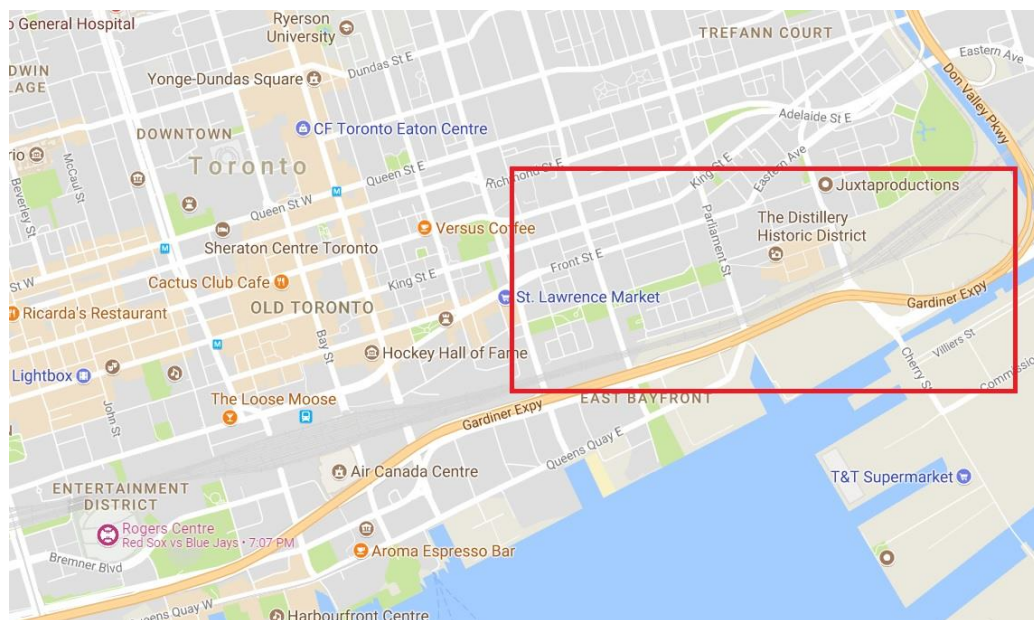 o General Hospital
Ryerson
University
TREFANN COURT
Eastern Ave
DWIN
LAGE
Yonge-Dundas Square
Dundas St E
Don Valley Pkwy
DOWNTOWN
CF Toronto Eaton Centre
Adelaide St E
rio
McCaul St
Toronto
Beverley St
Queen St E
Richmond St E
King St E
Eastern Ave
Juxtaproductions
Queen St W
M
Versus Coffee
Parliament St
The Distillery
Historic District
M
Sheraton Centre Toronto
Front St E
St W
Cactus Club Cafe
King St E
St. Lawrence Market
Gardiner Expy
OLD TORONTO
Ricarda's Restaurant
Bay St
M
Hockey Hall of Fame
Villiers St
Cherry St
Commissio
Lightbox
The Loose Moose
EAST BAYFRONT
John St
Gardiner Expy
Queens Quay E
Air Canada Centre
T&T Supermarket
ENTERTAINMENT
DISTRICT
Rogers Centre
Red Sox vs Blue Jays • 7:07 PM
Aroma Espresso Bar
Bremner Blvd
Queens Quay W
Harbourfront Centre